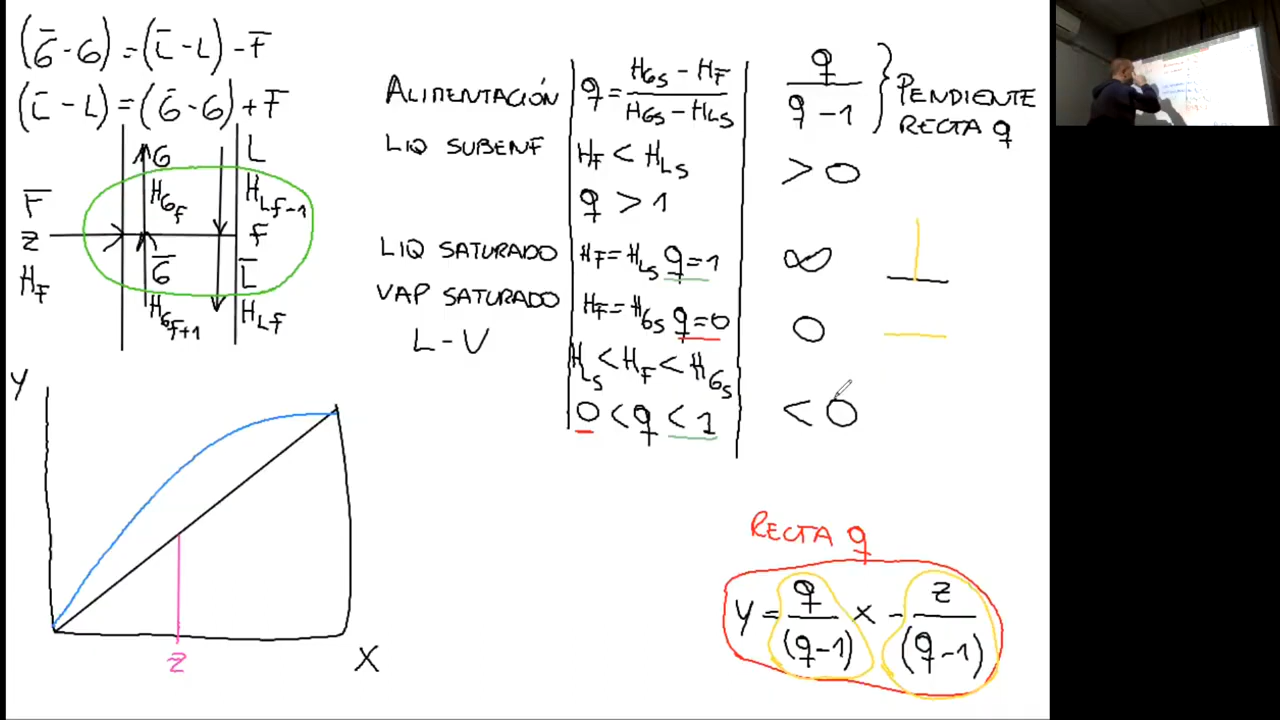 (G̅ - G) = (L̅ - L) - F̅
(L̅ - L) = (G̅ - G) + F̅
G L
H_Gf H_Lf-1
F̅
Z F
G̅ L̅
H_F
H_Gf+1 H_Lf
ALIMENTACIÓN q = (H_Gs - H_F)/(H_Gs - H_Ls) q/(q-1) } PENDIENTE
RECTA q
LIQ SUBENF H_F < H_Ls > 0
q > 1
LIQ SATURADO H_F = H_Ls q=1 ∞
VAP SATURADO H_F = H_Gs q=0 0
L-V H_Ls < H_F < H_Gs
0 < q < 1 < 0
Y
Z
X
RECTA q
Y = q/(q-1) X - Z/(q-1)